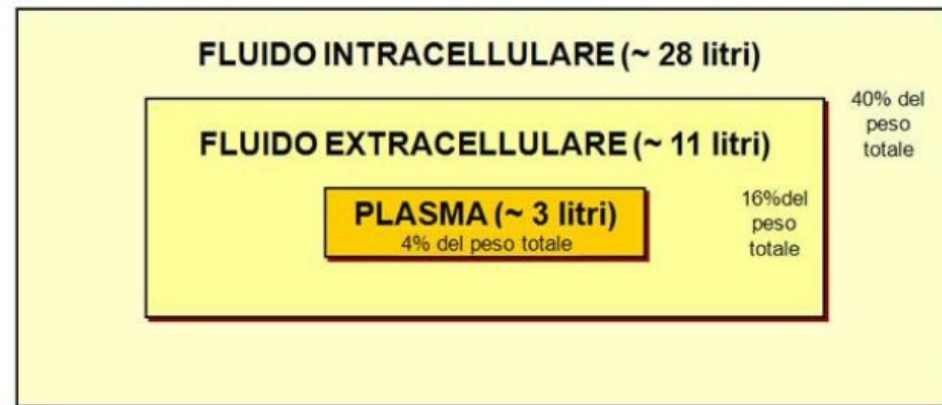 FLUIDO INTRACELLULARE (~ 28 litri)
40% del
peso
totale
FLUIDO EXTRACELLULARE (~ 11 litri)
16%del
peso
totale
PLASMA (~ 3 litri)
4% del peso totale